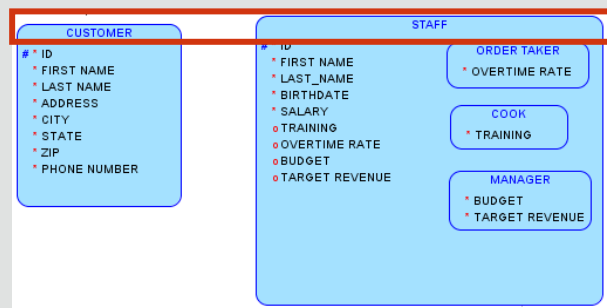 CUSTOMER
# * ID
* FIRST NAME
* LAST NAME
* ADDRESS
* CITY
* STATE
* ZIP
* PHONE NUMBER
STAFF
# * ID
* FIRST NAME
* LAST_NAME
* BIRTHDATE
* SALARY
o TRAINING
o OVERTIME RATE
o BUDGET
o TARGET REVENUE
ORDER TAKER
* OVERTIME RATE
COOK
* TRAINING
MANAGER
* BUDGET
* TARGET REVENUE